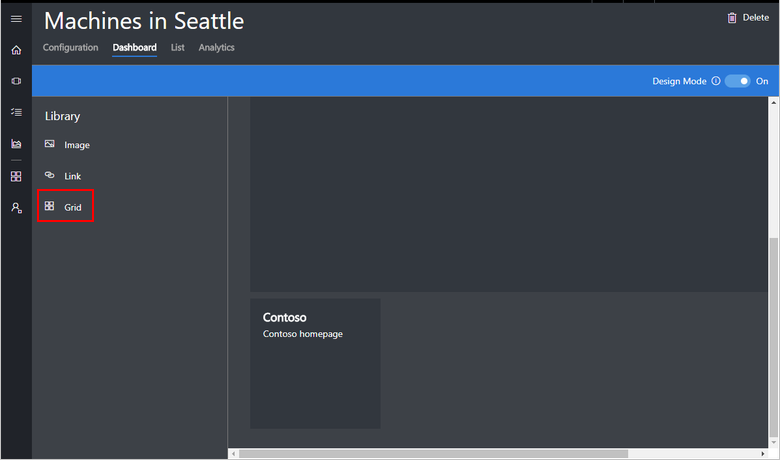 Machines in Seattle
Delete
Configuration Dashboard List Analytics
Design Mode On
Library
Image
Link
Grid
Contoso
Contoso homepage